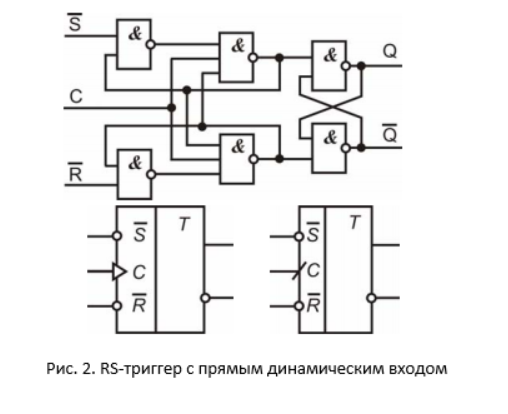 S̅ & & & Q
C
R̅ & & & Q̅
S̅ T S̅ T
C C
R̅ R̅
Рис. 2. RS-триггер с прямым динамическим входом